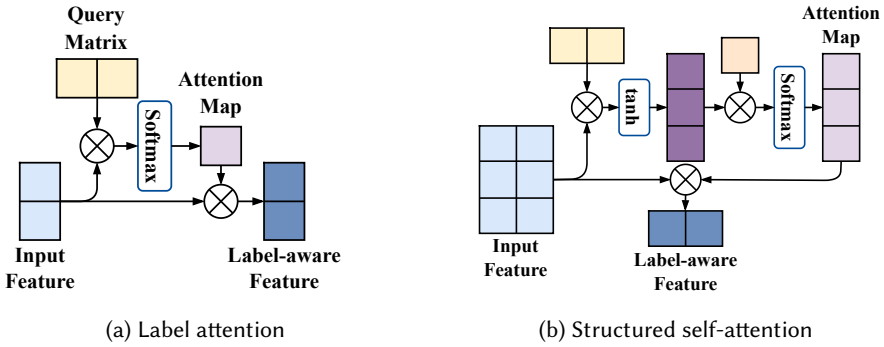 Query
Matrix
Softmax
Attention
Map
Input
Feature
Label-aware
Feature
(a) Label attention
tanh
Softmax
Attention
Map
Input
Feature
Label-aware
Feature
(b) Structured self-attention